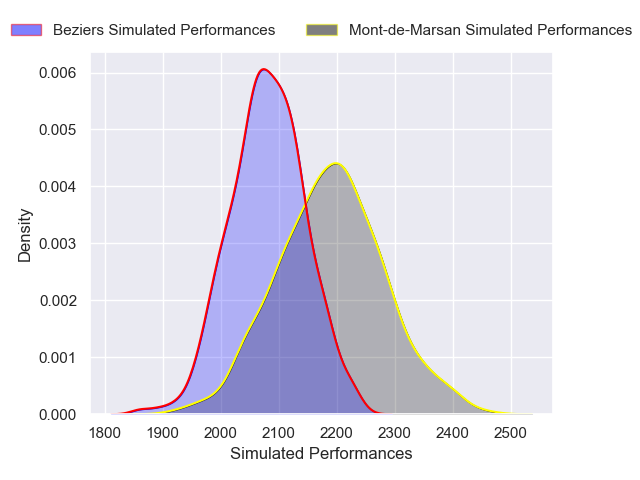 Beziers Simulated Performances
Mont-de-Marsan Simulated Performances
0.006
0.005
0.004
0.003
0.002
0.001
0.000
Density
1800 1900 2000 2100 2200 2300 2400 2500
Simulated Performances